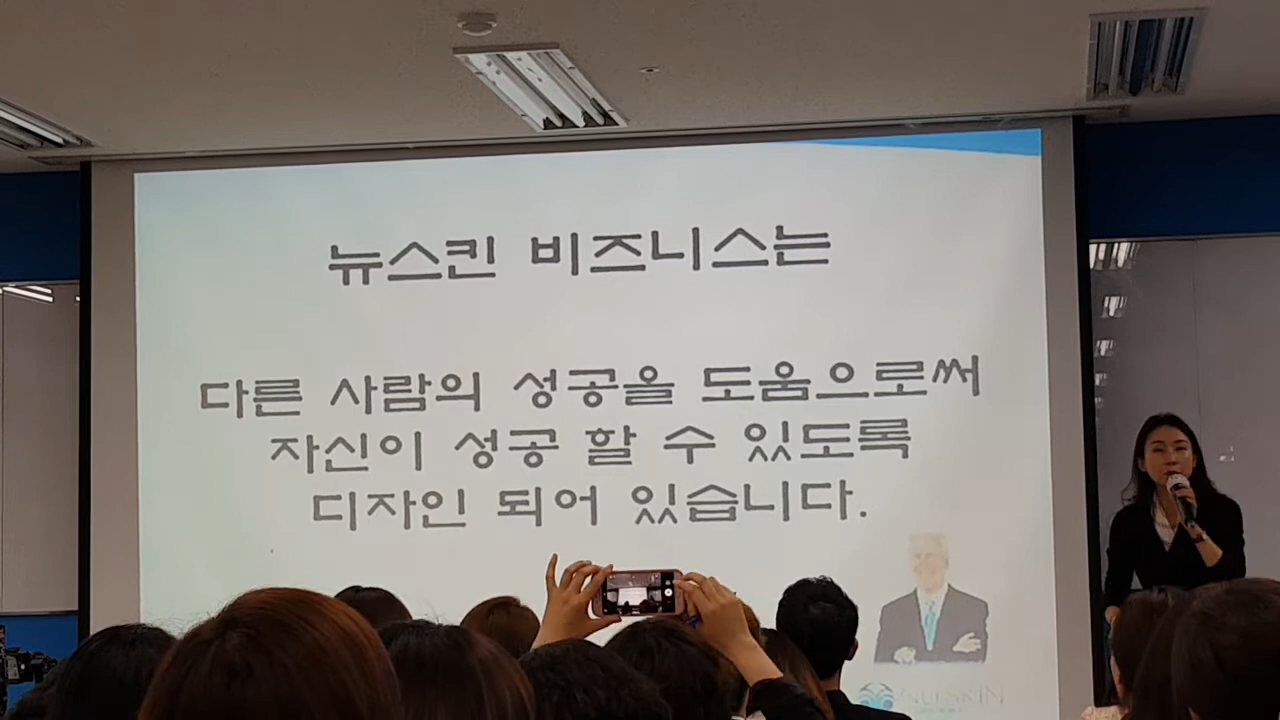 뉴스킨 비즈니스는
다른 사람의 성공을 도움으로써
자신이 성공 할 수 있도록
디자인 되어 있습니다.
NU SKIN